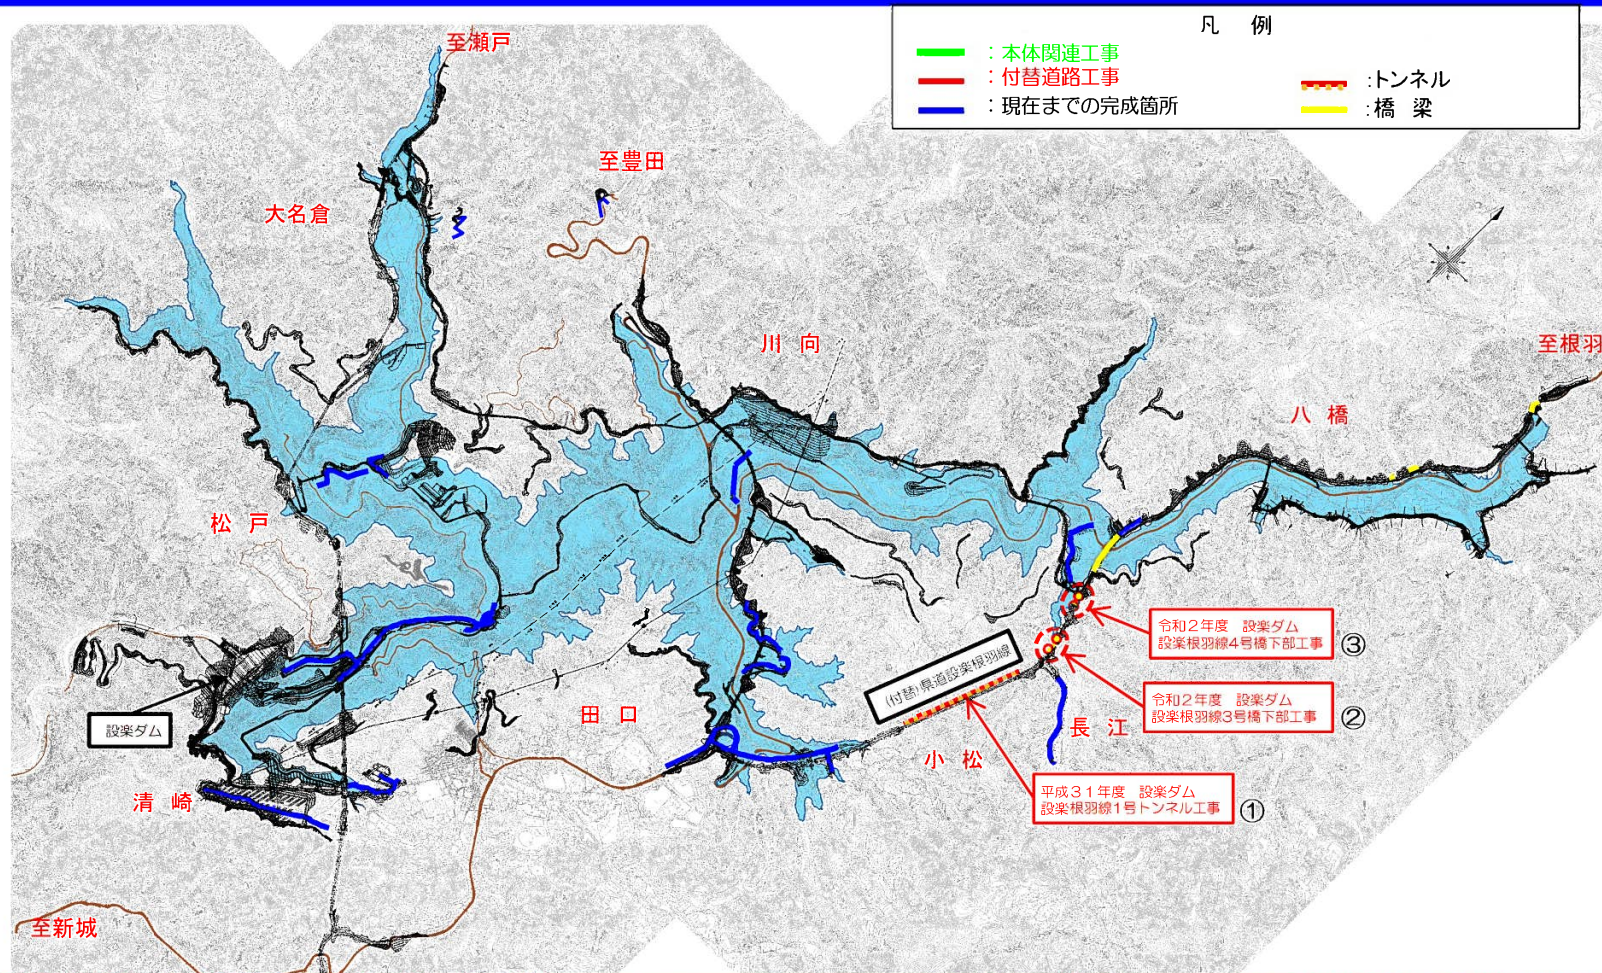 凡 例
：本体関連工事
：付替道路工事
：現在までの完成箇所
:トンネル
:橋 梁
至瀬戸
至豊田
大名倉
川 向
至根羽
八 橋
松 戸
令和２年度 設楽ダム
設楽根羽線４号橋下部工事
③
(付替)県道設楽根羽線
令和２年度 設楽ダム
設楽根羽線３号橋下部工事
②
設楽ダム
田 口
長 江
小 松
平成３１年度 設楽ダム
設楽根羽線１号トンネル工事
①
清 崎
至新城